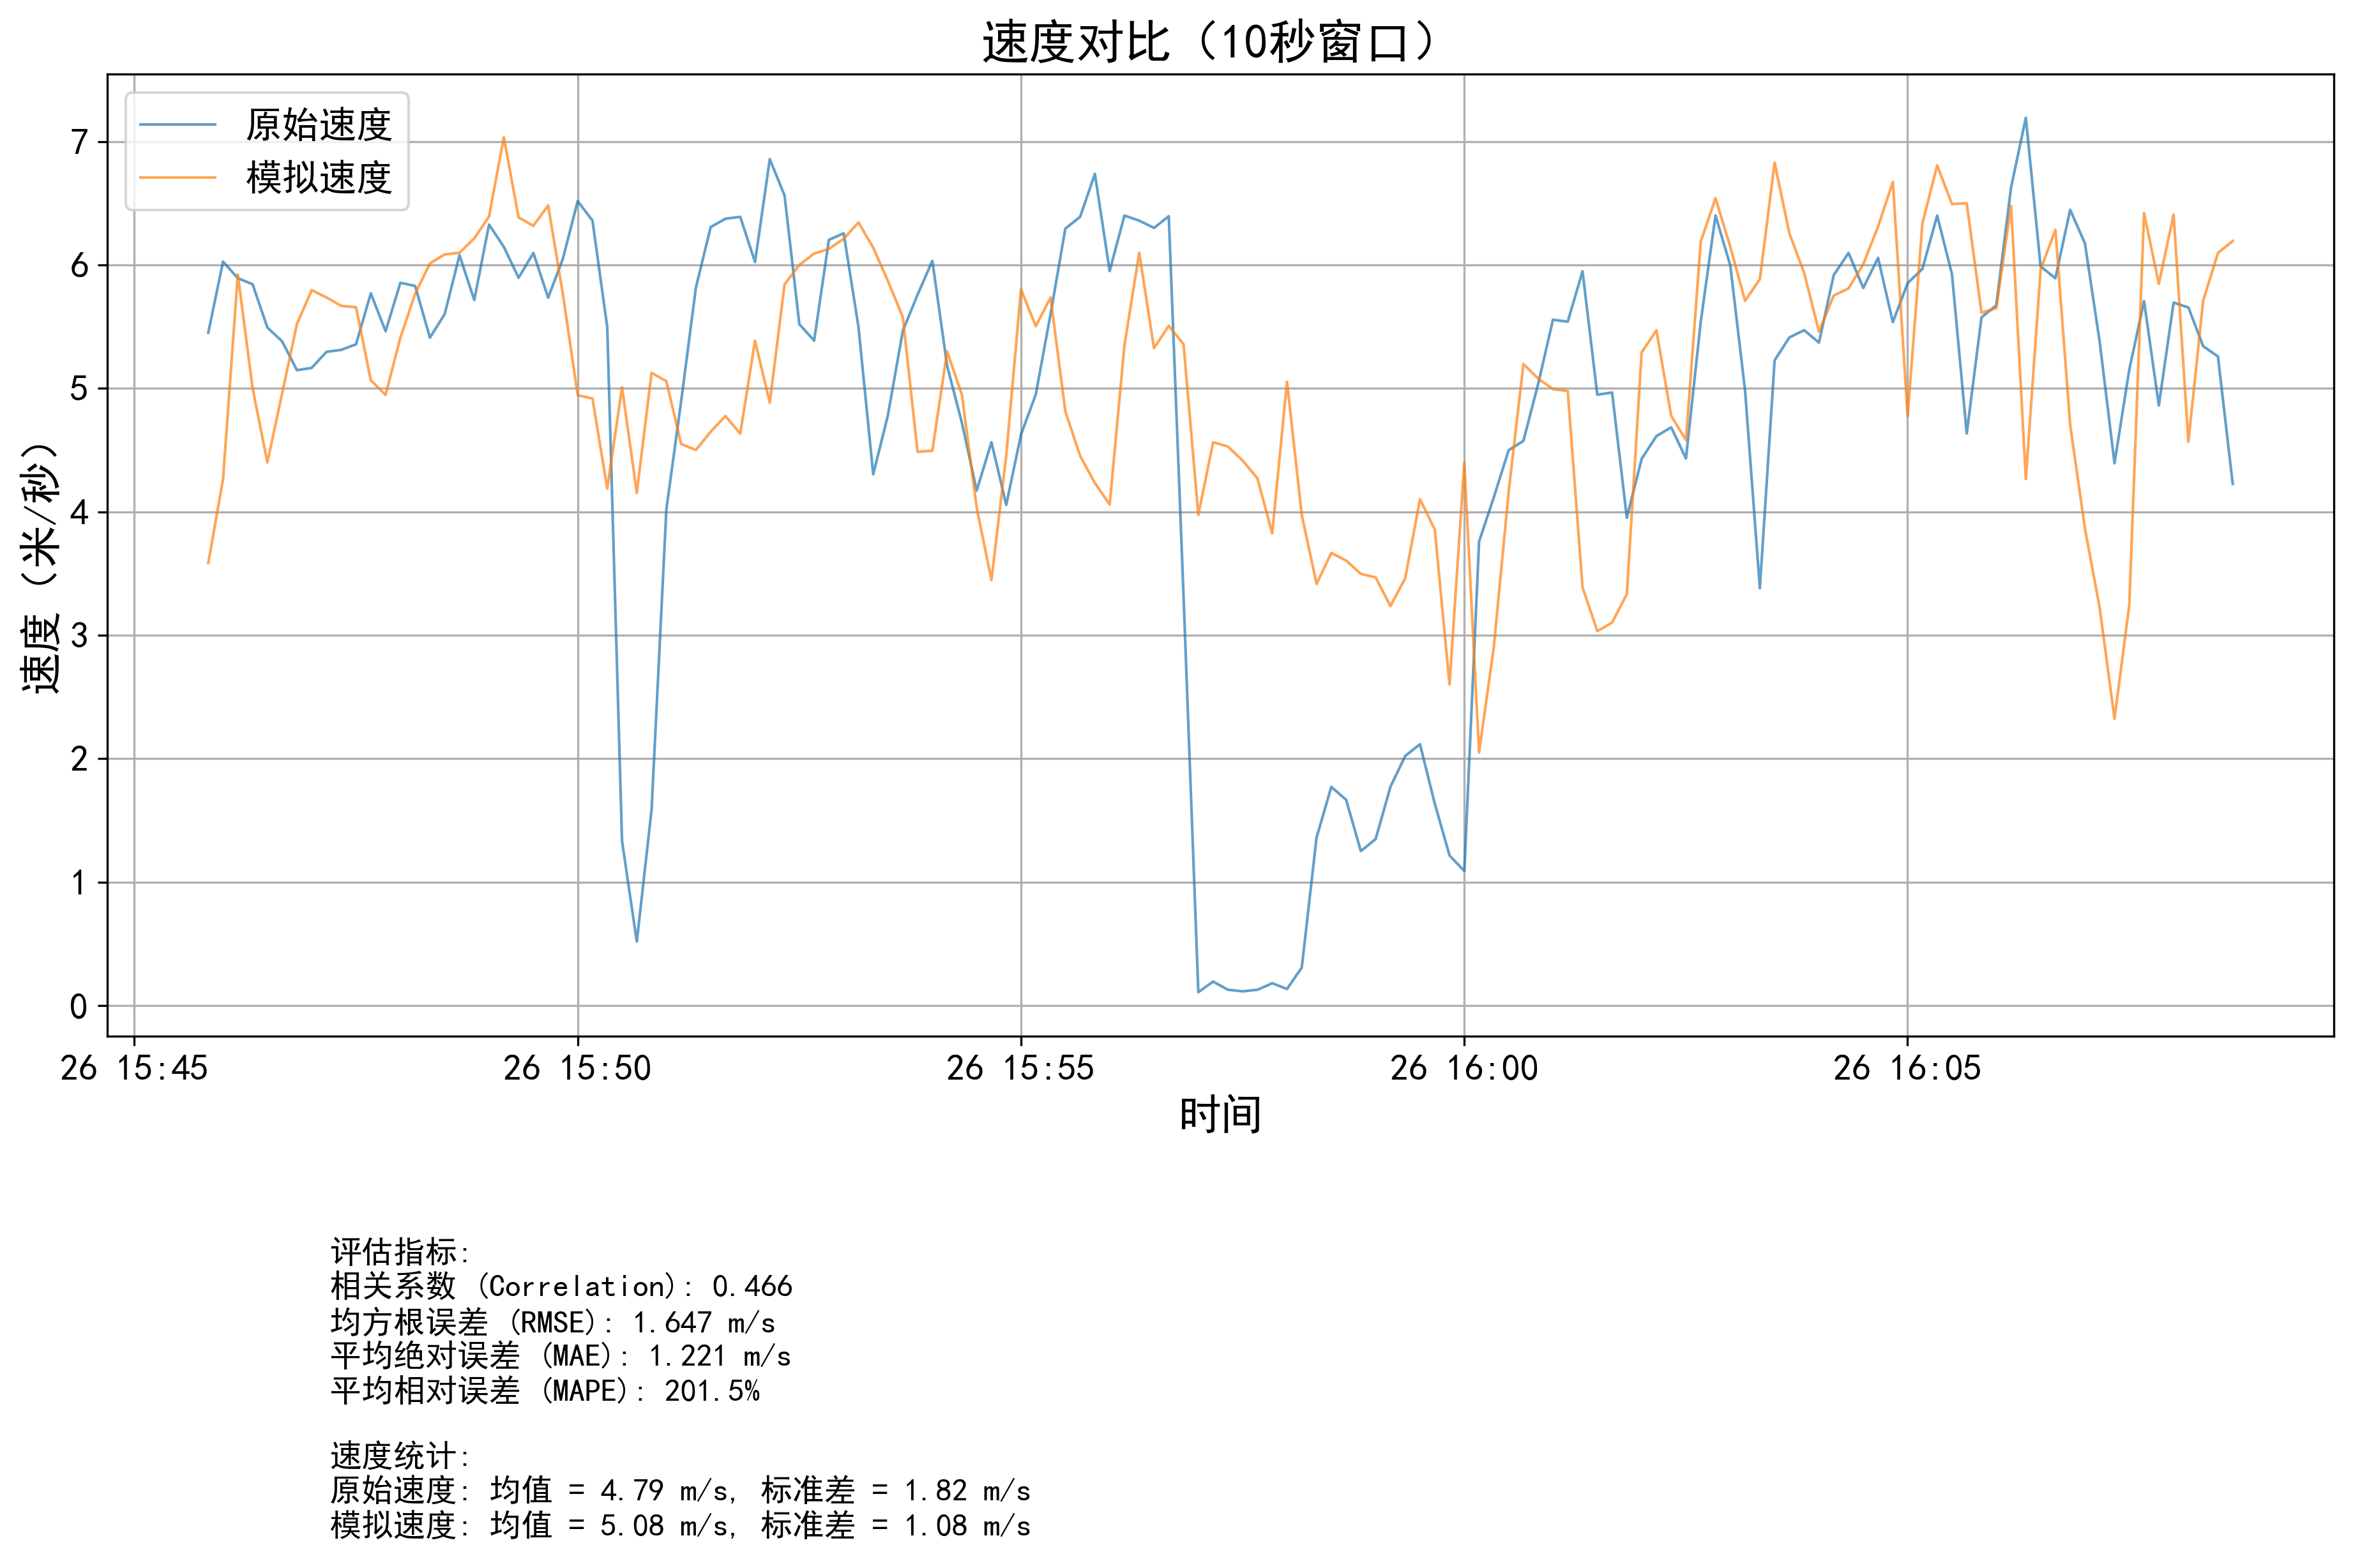 速度对比（10秒窗口）
原始速度
模拟速度
速度（米/秒）
7
6
5
4
3
2
1
0
26 15:45
26 15:50
26 15:55
26 16:00
26 16:05
时间
评估指标:
相关系数 (Correlation): 0.466
均方根误差 (RMSE): 1.647 m/s
平均绝对误差 (MAE): 1.221 m/s
平均相对误差 (MAPE): 201.5%
速度统计:
原始速度: 均值 = 4.79 m/s, 标准差 = 1.82 m/s
模拟速度: 均值 = 5.08 m/s, 标准差 = 1.08 m/s